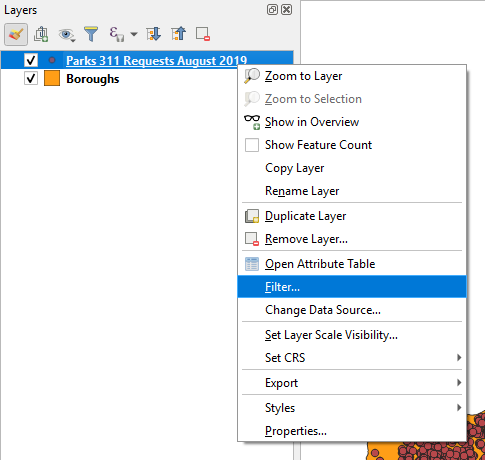 Layers
Parks 311 Requests August 2019
Boroughs
Zoom to Layer
Zoom to Selection
Show in Overview
Show Feature Count
Copy Layer
Rename Layer
Duplicate Layer
Remove Layer...
Open Attribute Table
Filter...
Change Data Source...
Set Layer Scale Visibility...
Set CRS
Export
Styles
Properties...